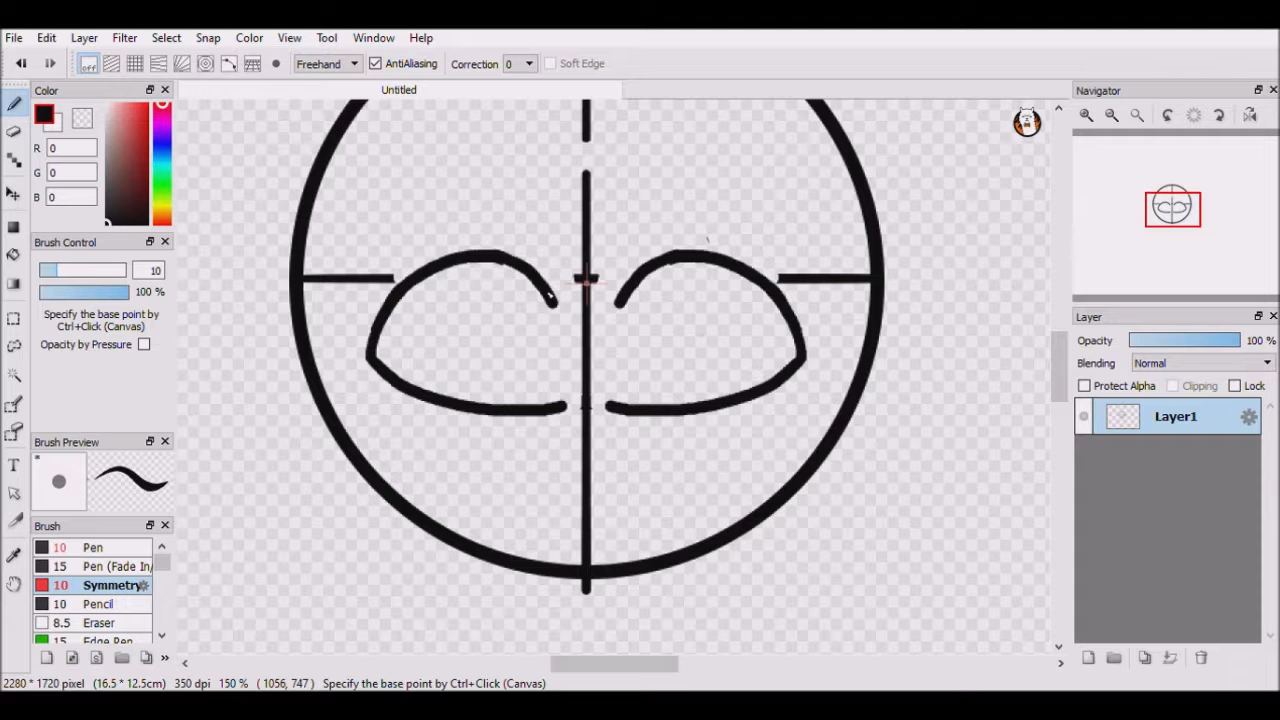 File Edit Layer Filter Select Snap Color View Tool Window Help
off Freehand AntiAliasing Correction 0 Soft Edge
Color
Untitled
Navigator
R 0
G 0
B 0
Brush Control
10
100 %
Specify the base point by
Ctrl+Click (Canvas)
Opacity by Pressure
Layer
Opacity 100 %
Blending Normal
Protect Alpha Clipping Lock
Layer1
Brush Preview
Brush
10 Pen
15 Pen (Fade In/
10 Symmetry
10 Pencil
8.5 Eraser
15 Edge Pen
2280 * 1720 pixel (16.5 * 12.5cm) 350 dpi 150 % ( 1056, 747 ) Specify the base point by Ctrl+Click (Canvas)